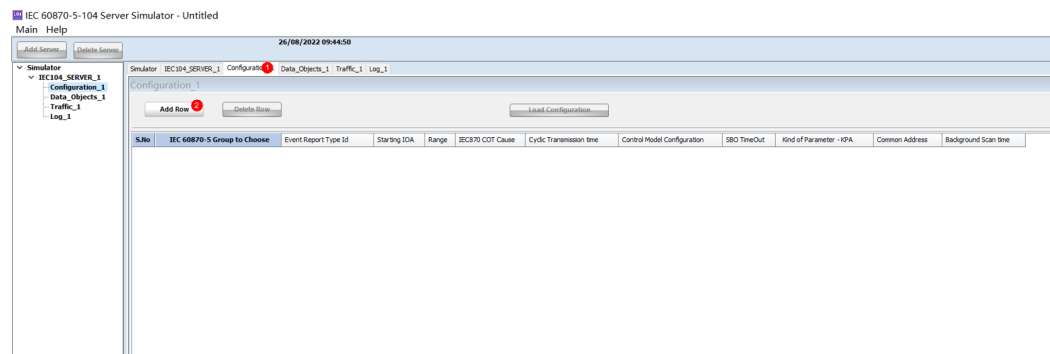 104 IEC 60870-5-104 Server Simulator - Untitled
Main Help
Add Server Delete Server 26/08/2022 09:44:50
Simulator
IEC104_SERVER_1
Configuration_1
Data_Objects_1
Traffic_1
Log_1
Simulator IEC104_SERVER_1 Configuratio 1 Data_Objects_1 Traffic_1 Log_1
Configuration_1
Add Row 2 Delete Row Load Configuration
S.No IEC 60870-5 Group to Choose Event Report Type Id Starting IOA Range IEC870 COT Cause Cyclic Transmission time Control Model Configuration SBO TimeOut Kind of Parameter - KPA Common Address Background Scan time